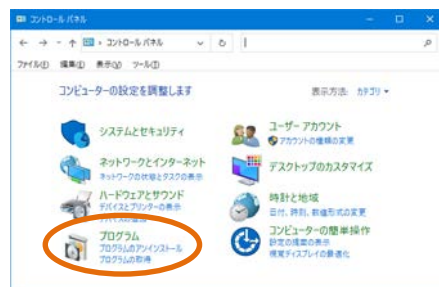 コントロール パネル
コントロール パネル
ファイル(F) 編集(E) 表示(V) ツール(T)
コンピューターの設定を調整します
表示方法: カテゴリ
システムとセキュリティ
ネットワークとインターネット
ネットワークの状態とタスクの表示
ハードウェアとサウンド
デバイスとプリンターの表示
デバイスの追加
プログラム
プログラムのアンインストール
プログラムの取得
ユーザー アカウント
アカウントの種類の変更
デスクトップのカスタマイズ
時計と地域
日付、時刻、数値形式の変更
コンピューターの簡単操作
設定の提案の表示
視覚ディスプレイの最適化